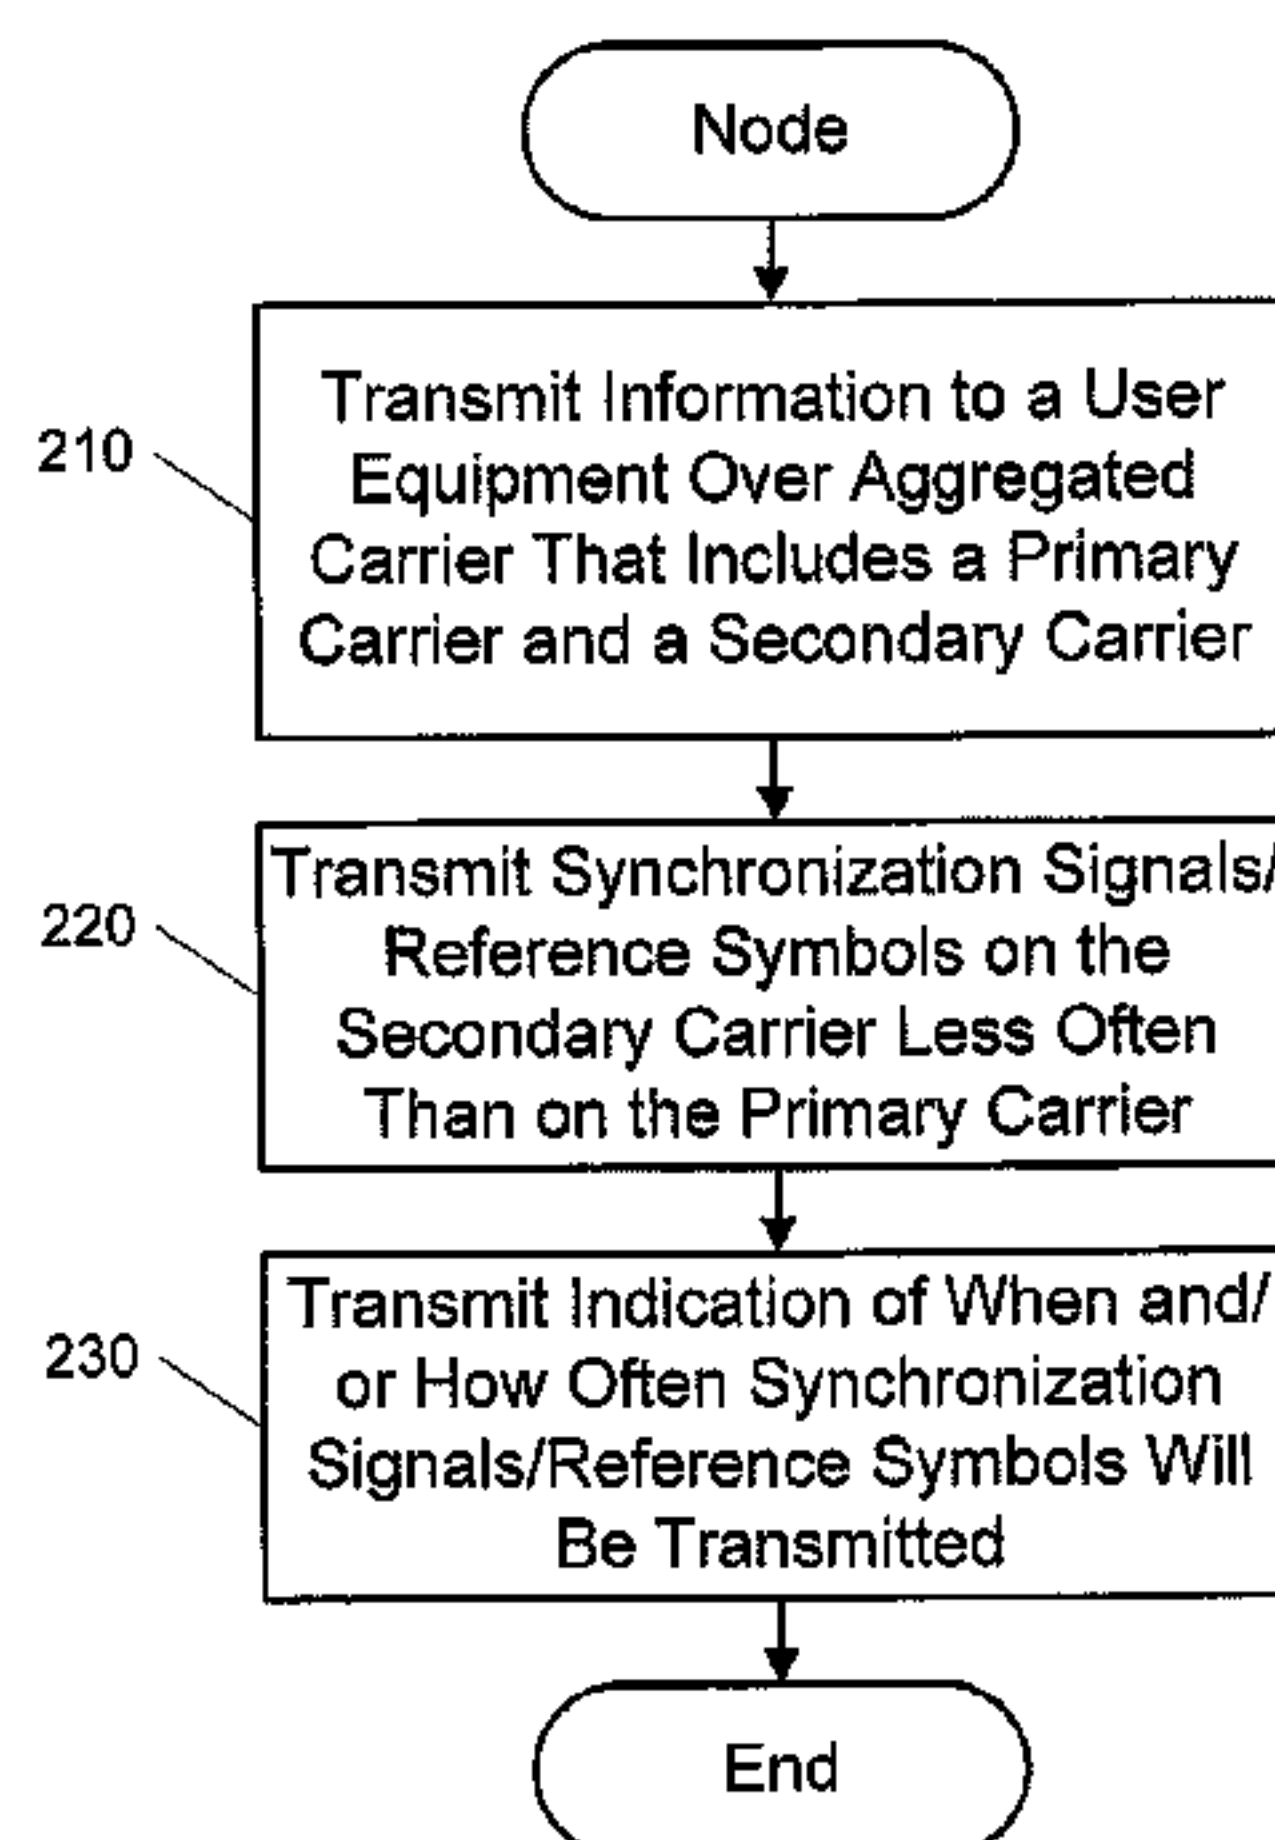 Node
210
Transmit Information to a User
Equipment Over Aggregated
Carrier That Includes a Primary
Carrier and a Secondary Carrier
220
Transmit Synchronization Signals/
Reference Symbols on the
Secondary Carrier Less Often
Than on the Primary Carrier
230
Transmit Indication of When and/
or How Often Synchronization
Signals/Reference Symbols Will
Be Transmitted
End